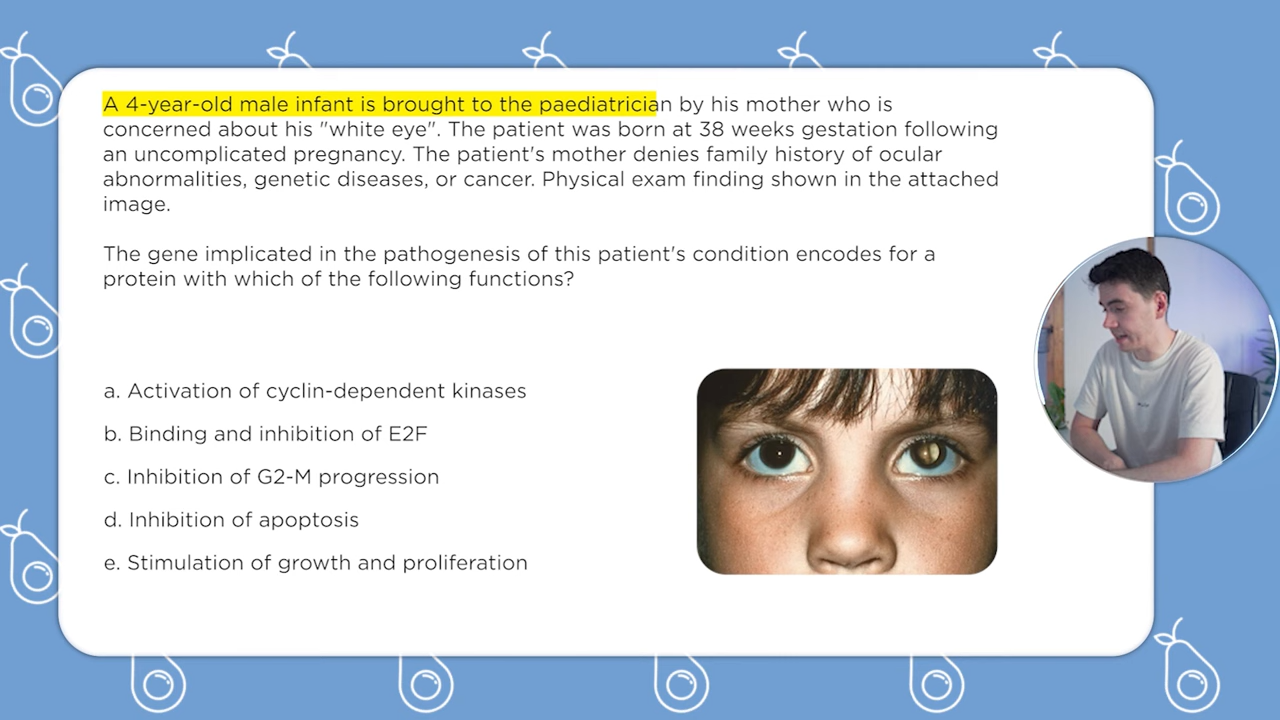 A 4-year-old male infant is brought to the paediatrician by his mother who is
concerned about his "white eye". The patient was born at 38 weeks gestation following
an uncomplicated pregnancy. The patient's mother denies family history of ocular
abnormalities, genetic diseases, or cancer. Physical exam finding shown in the attached
image.
The gene implicated in the pathogenesis of this patient's condition encodes for a
protein with which of the following functions?
a. Activation of cyclin-dependent kinases
b. Binding and inhibition of E2F
c. Inhibition of G2-M progression
d. Inhibition of apoptosis
e. Stimulation of growth and proliferation